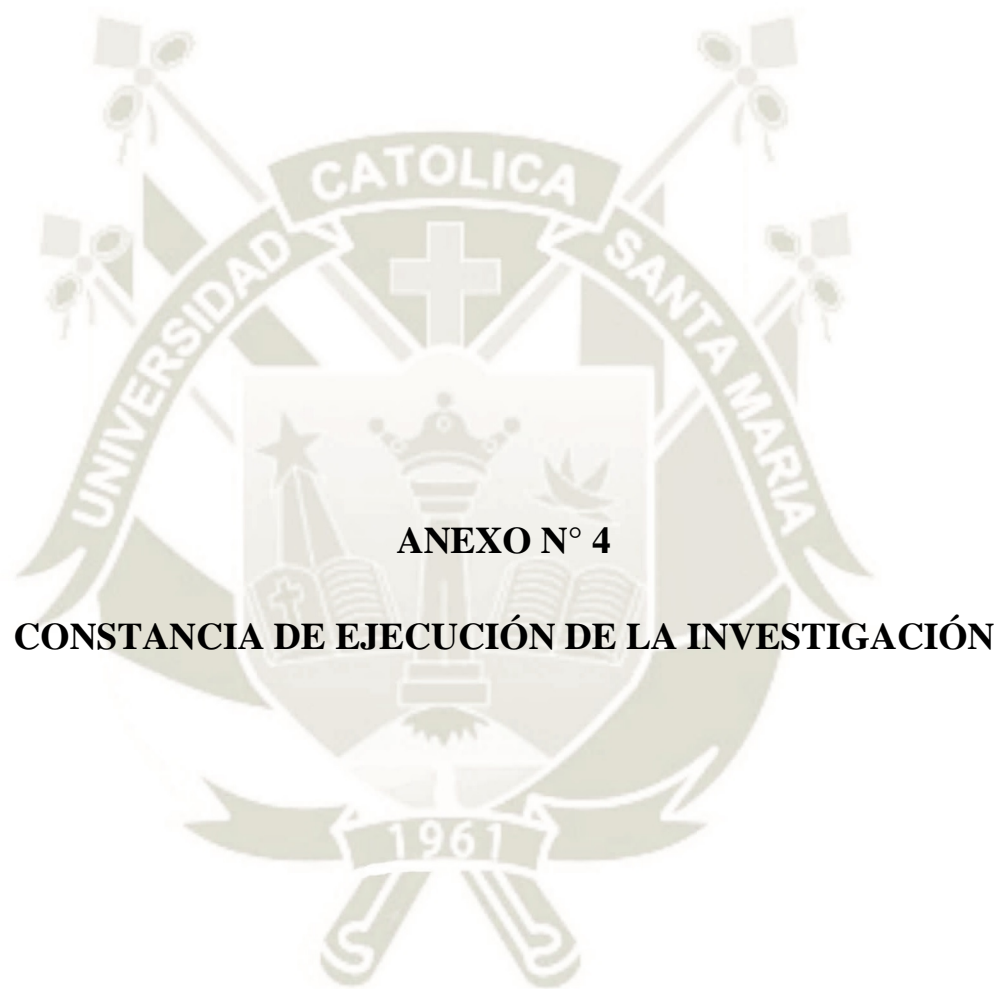 CATOLICA
UNIVERSIDAD
SANTA MARIA
ANEXO N° 4
CONSTANCIA DE EJECUCIÓN DE LA INVESTIGACIÓN
1961